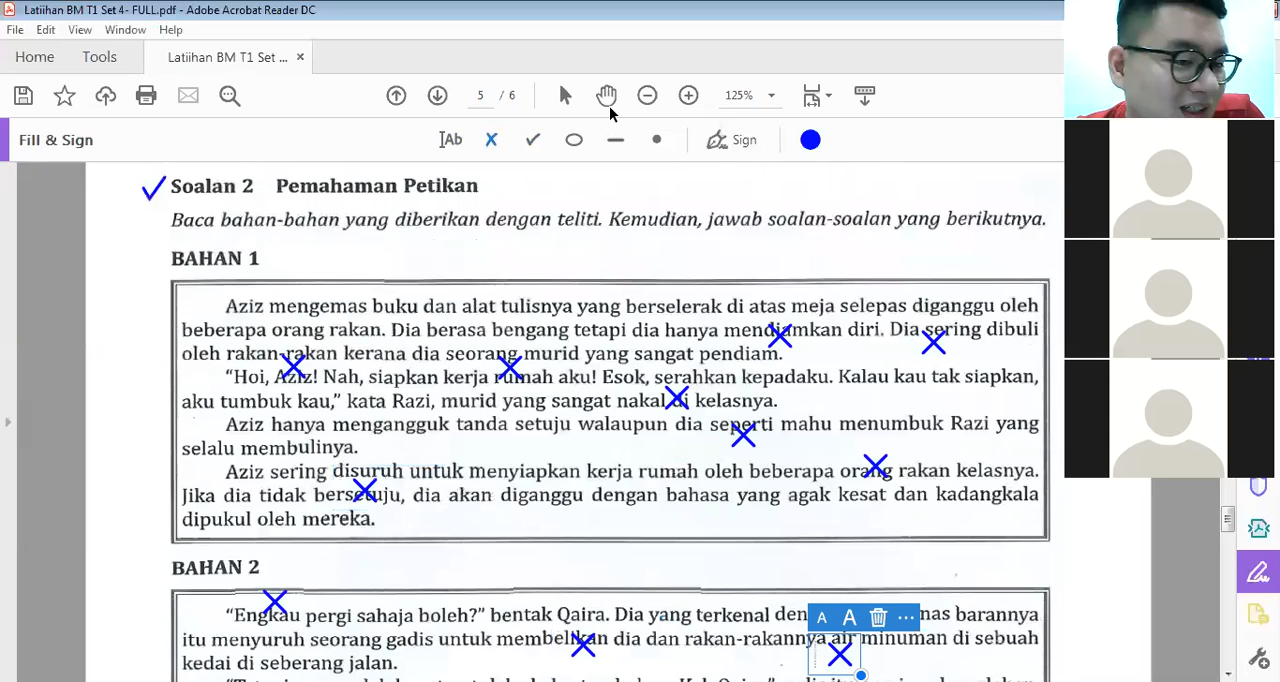 Latiihan BM T1 Set 4- FULL.pdf - Adobe Acrobat Reader DC
File Edit View Window Help
Home Tools Latiihan BM T1 Set ... ×
5 / 6 125%
Fill & Sign Ab Sign
Soalan 2 Pemahaman Petikan
Baca bahan-bahan yang diberikan dengan teliti. Kemudian, jawab soalan-soalan yang berikutnya.
BAHAN 1
Aziz mengemas buku dan alat tulisnya yang berselerak di atas meja selepas diganggu oleh
beberapa orang rakan. Dia berasa bengang tetapi dia hanya mendiamkan diri. Dia sering dibuli
oleh rakan-rakan kerana dia seorang murid yang sangat pendiam.
“Hoi, Aziz! Nah, siapkan kerja rumah aku! Esok, serahkan kepadaku. Kalau kau tak siapkan,
aku tumbuk kau,” kata Razi, murid yang sangat nakal di kelasnya.
Aziz hanya mengangguk tanda setuju walaupun dia seperti mahu menumbuk Razi yang
selalu membulinya.
Aziz sering disuruh untuk menyiapkan kerja rumah oleh beberapa orang rakan kelasnya.
Jika dia tidak bersetuju, dia akan diganggu dengan bahasa yang agak kesat dan kadangkala
dipukul oleh mereka.
BAHAN 2
A A ...
“Engkau pergi sahaja boleh?” bentak Qaira. Dia yang terkenal den nas barannya
itu menyuruh seorang gadis untuk membelikan dia dan rakan-rakannya air minuman di sebuah
kedai di seberang jalan.